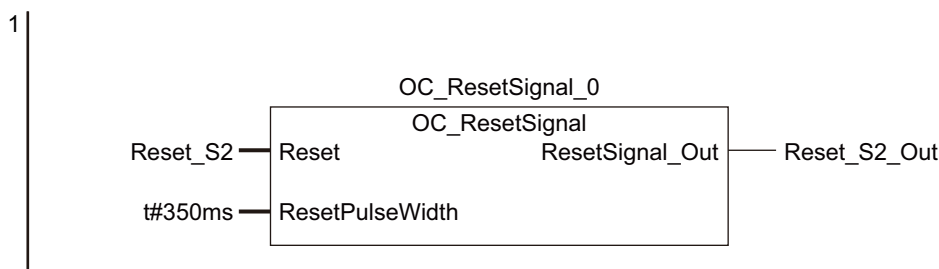 1
OC_ResetSignal_0
OC_ResetSignal
Reset_S2 Reset ResetSignal_Out Reset_S2_Out
t#350ms ResetPulseWidth